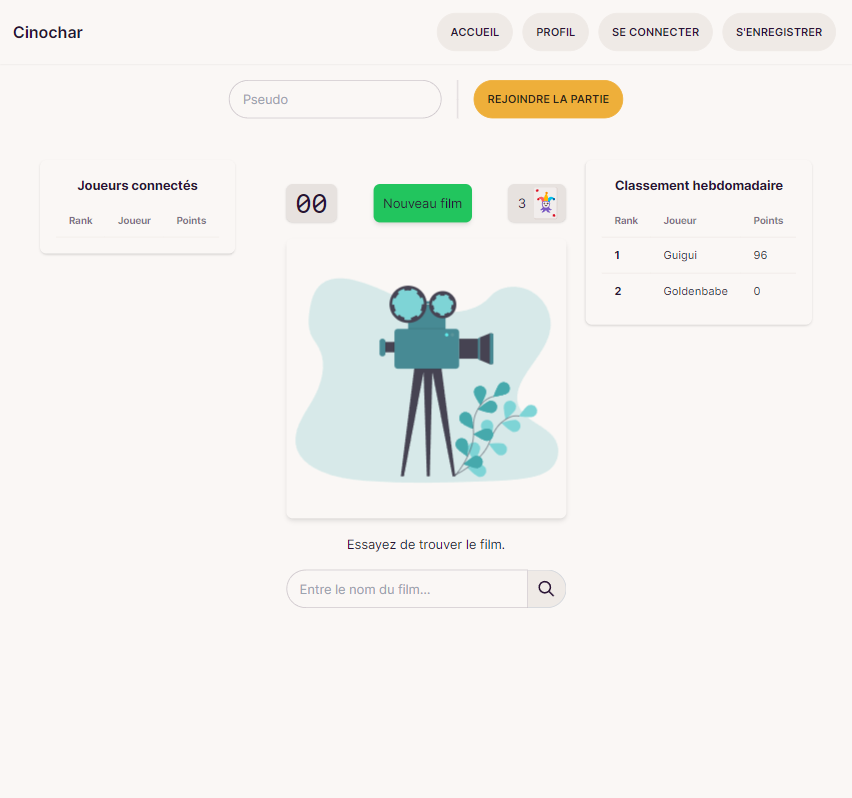 Cinochar
ACCUEIL
PROFIL
SE CONNECTER
S'ENREGISTRER
Pseudo
REJOINDRE LA PARTIE
Joueurs connectés
Rank Joueur Points
00
Nouveau film
3
Essayez de trouver le film.
Entre le nom du film...
Classement hebdomadaire
Rank Joueur Points
1 Guigui 96
2 Goldenbabe 0